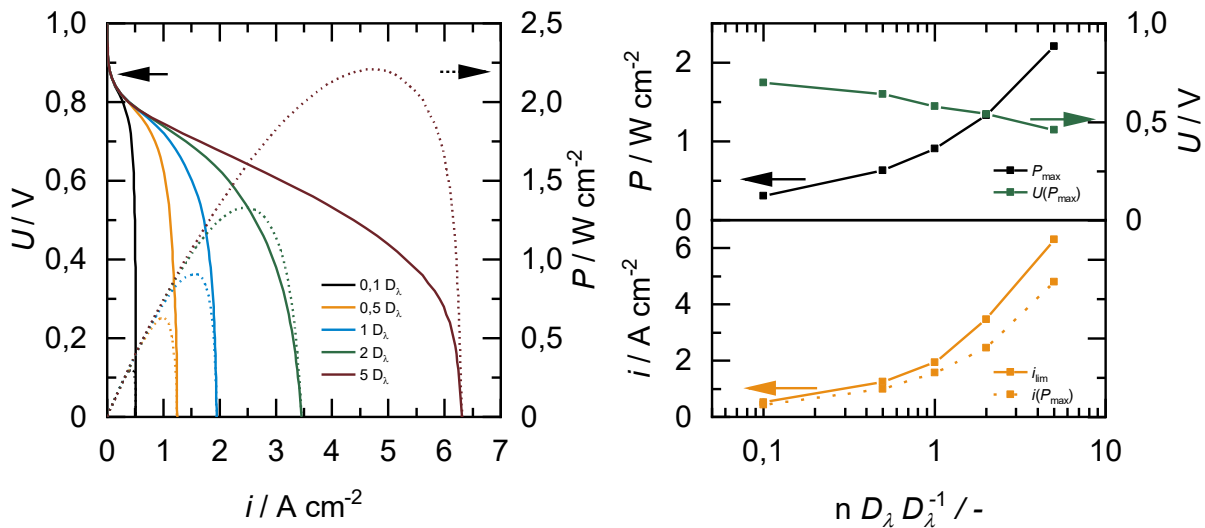 1,0
0,8
0,6
0,4
0,2
0,0
U / V
0 1 2 3 4 5 6 7
i / A cm-2
2,5
2,0
1,5
1,0
0,5
0,0
P / W cm-2
0,1 Dλ
0,5 Dλ
1 Dλ
2 Dλ
5 Dλ
2
1
0
P / W cm-2
1,0
0,5
0
U / V
Pmax
U(Pmax)
6
4
2
0
i / A cm-2
ilim
i(Pmax)
0,1 1 10
n Dλ Dλ-1 / -